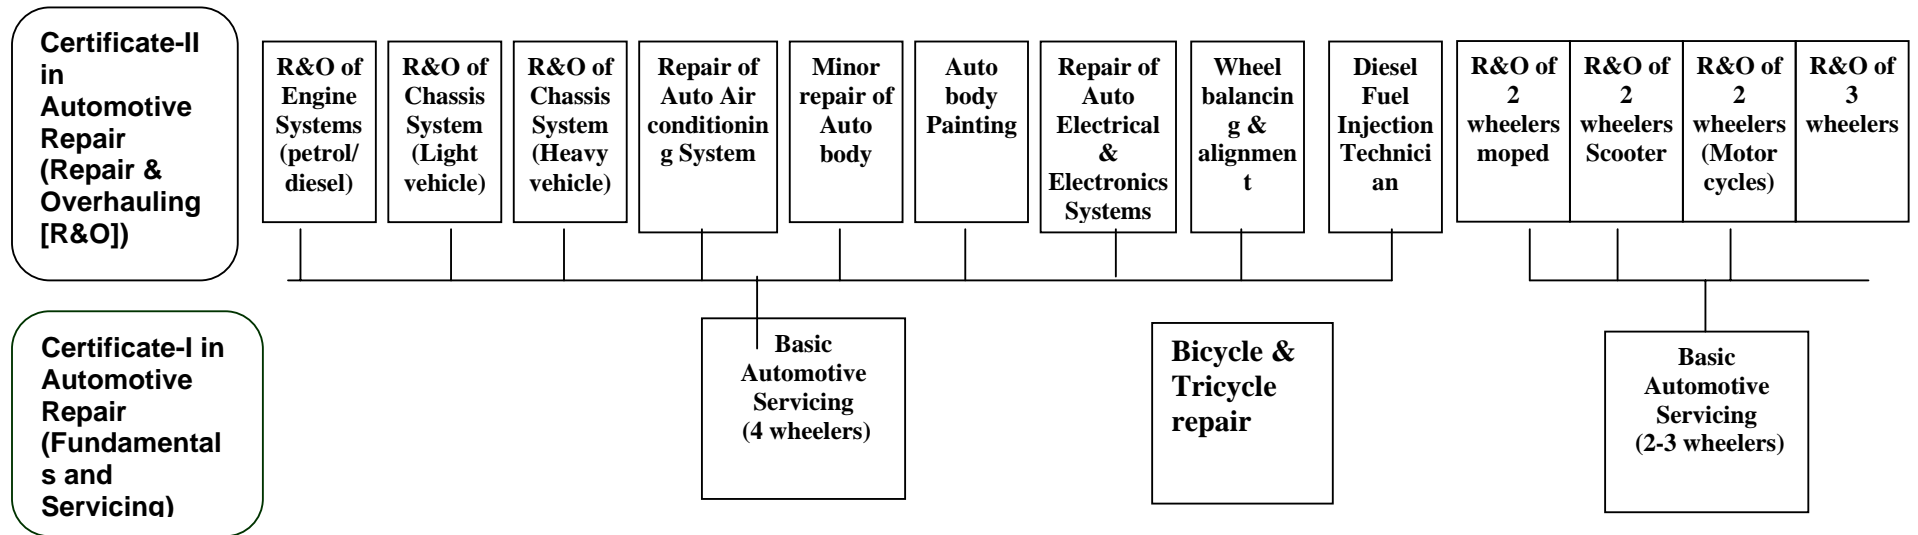 Certificate-II
in
Automotive
Repair
(Repair &
Overhauling
[R&O])
R&O of
Engine
Systems
(petrol/
diesel)
R&O of
Chassis
System
(Light
vehicle)
R&O of
Chassis
System
(Heavy
vehicle)
Repair of
Auto Air
conditionin
g System
Minor
repair of
Auto
body
Auto
body
Painting
Repair of
Auto
Electrical
&
Electronics
Systems
Wheel
balancin
g &
alignmen
t
Diesel
Fuel
Injection
Technici
an
R&O of
2
wheelers
moped
R&O of
2
wheelers
Scooter
R&O of
2
wheelers
(Motor
cycles)
R&O of
3
wheelers
Certificate-I in
Automotive
Repair
(Fundamental
s and
Servicing)
Basic
Automotive
Servicing
(4 wheelers)
Bicycle &
Tricycle
repair
Basic
Automotive
Servicing
(2-3 wheelers)